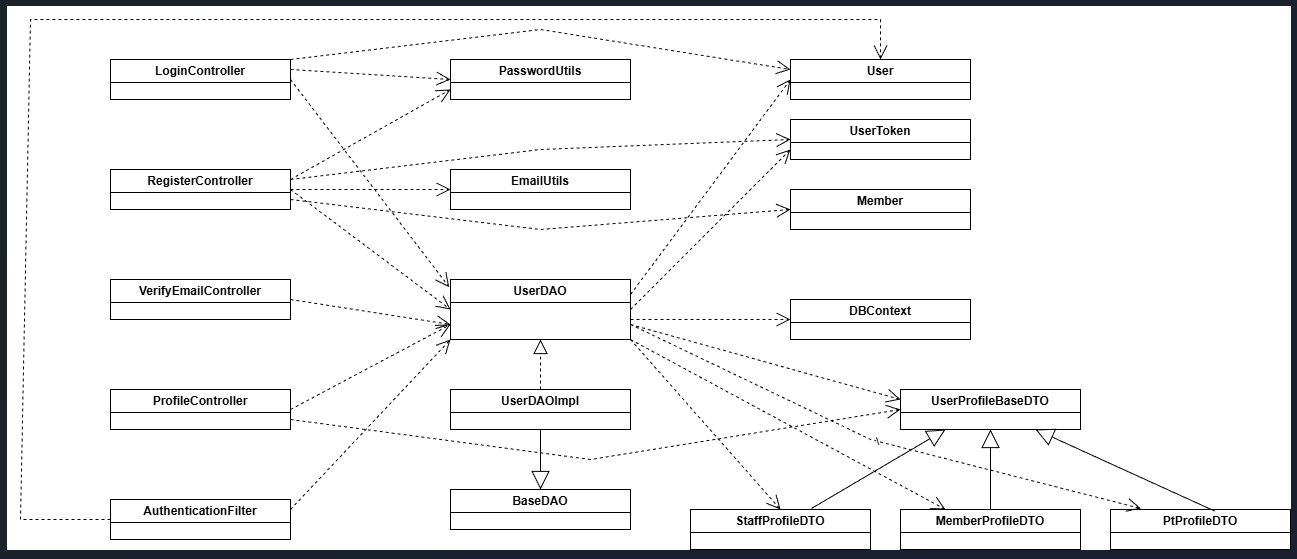 LoginController
PasswordUtils
User
UserToken
RegisterController
EmailUtils
Member
VerifyEmailController
UserDAO
DBContext
ProfileController
UserDAOImpl
UserProfileBaseDTO
AuthenticationFilter
BaseDAO
StaffProfileDTO
MemberProfileDTO
PtProfileDTO